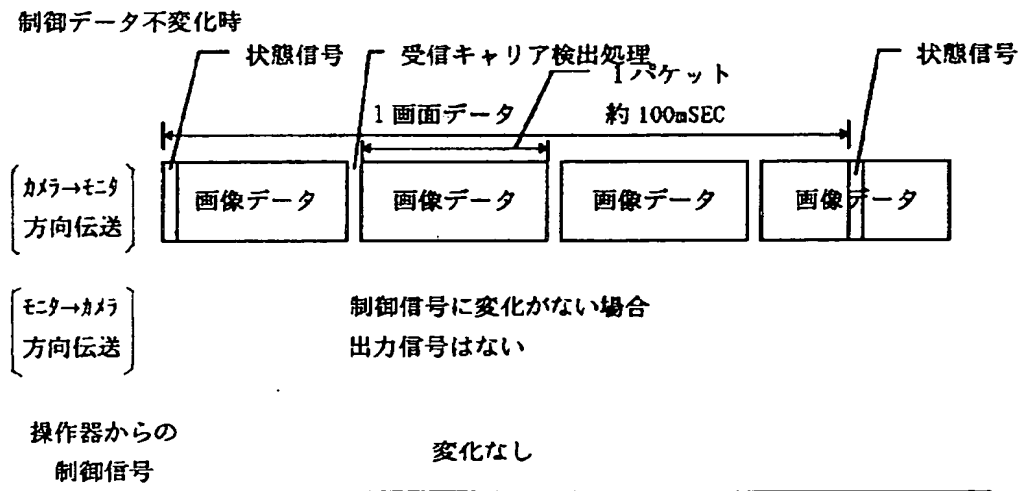 制御データ不変化時
状態信号
受信キャリア検出処理
状態信号
1パケット
1画面データ 約100mSEC
カメラ→モニタ
方向伝送
画像データ 画像データ 画像データ 画像データ
モニター→カメラ
方向伝送
制御信号に変化がない場合
出力信号はない
操作器からの
制御信号
変化なし